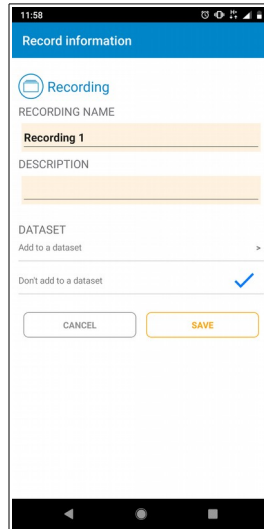 11:58
Record information
Recording
RECORDING NAME
Recording 1
DESCRIPTION
DATASET
Add to a dataset >
Don't add to a dataset
CANCEL SAVE